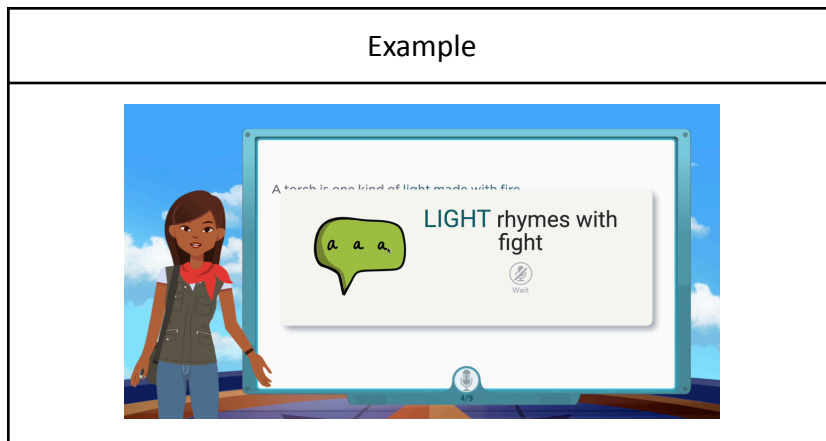 Example
A torch is one kind of light made with fire
LIGHT rhymes with
fight
a a a
Wait
4/9